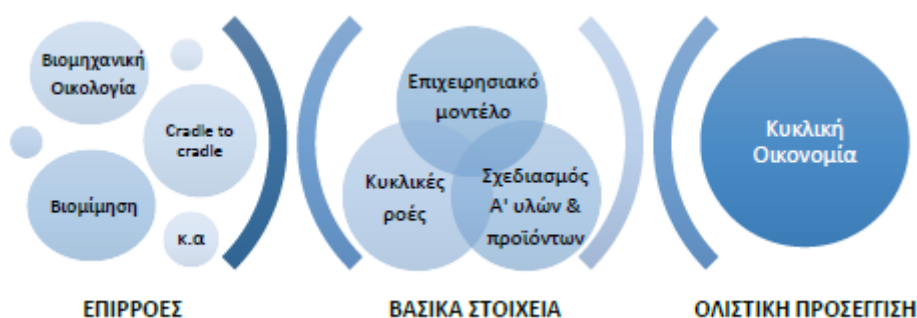 Βιομηχανική
Οικολογία
Cradle to
cradle
Βιομίμηση
κ.α
Επιχειρησιακό
μοντέλο
Κυκλικές
ροές
Σχεδιασμός
Α' υλών &
προϊόντων
Κυκλική
Οικονομία
ΕΠΙΡΡΟΕΣ
ΒΑΣΙΚΑ ΣΤΟΙΧΕΙΑ
ΟΛΙΣΤΙΚΗ ΠΡΟΣΕΓΓΙΣΗ